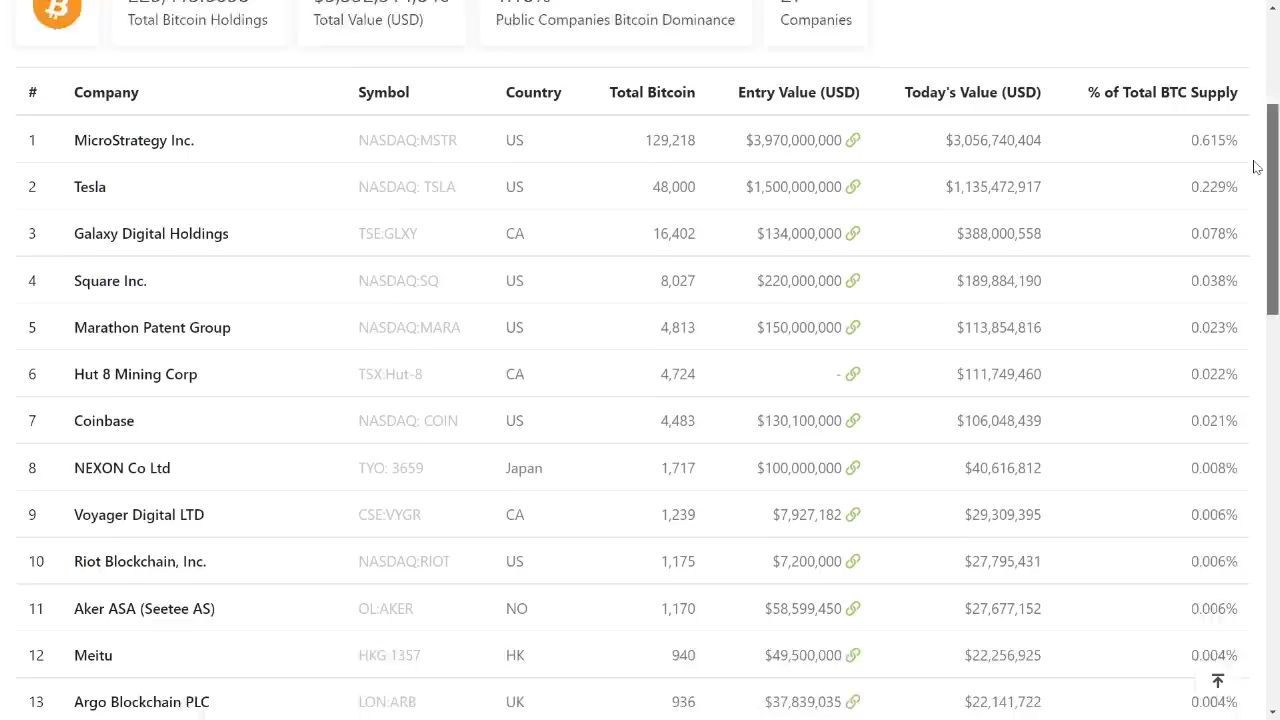 Total Bitcoin Holdings Total Value (USD) Public Companies Bitcoin Dominance Companies
# Company Symbol Country Total Bitcoin Entry Value (USD) Today's Value (USD) % of Total BTC Supply
1 MicroStrategy Inc. NASDAQ:MSTR US 129,218 $3,970,000,000 $3,056,740,404 0.615%
2 Tesla NASDAQ: TSLA US 48,000 $1,500,000,000 $1,135,472,917 0.229%
3 Galaxy Digital Holdings TSE:GLXY CA 16,402 $134,000,000 $388,000,558 0.078%
4 Square Inc. NASDAQ:SQ US 8,027 $220,000,000 $189,884,190 0.038%
5 Marathon Patent Group NASDAQ:MARA US 4,813 $150,000,000 $113,854,816 0.023%
6 Hut 8 Mining Corp TSX:Hut-8 CA 4,724 - $111,749,460 0.022%
7 Coinbase NASDAQ: COIN US 4,483 $130,100,000 $106,048,439 0.021%
8 NEXON Co Ltd TYO: 3659 Japan 1,717 $100,000,000 $40,616,812 0.008%
9 Voyager Digital LTD CSE:VYGR CA 1,239 $7,927,182 $29,309,395 0.006%
10 Riot Blockchain, Inc. NASDAQ:RIOT US 1,175 $7,200,000 $27,795,431 0.006%
11 Aker ASA (Seetee AS) OL:AKER NO 1,170 $58,599,450 $27,677,152 0.006%
12 Meitu HKG 1357 HK 940 $49,500,000 $22,256,925 0.004%
13 Argo Blockchain PLC LON:ARB UK 936 $37,839,035 $22,141,722 0.004%